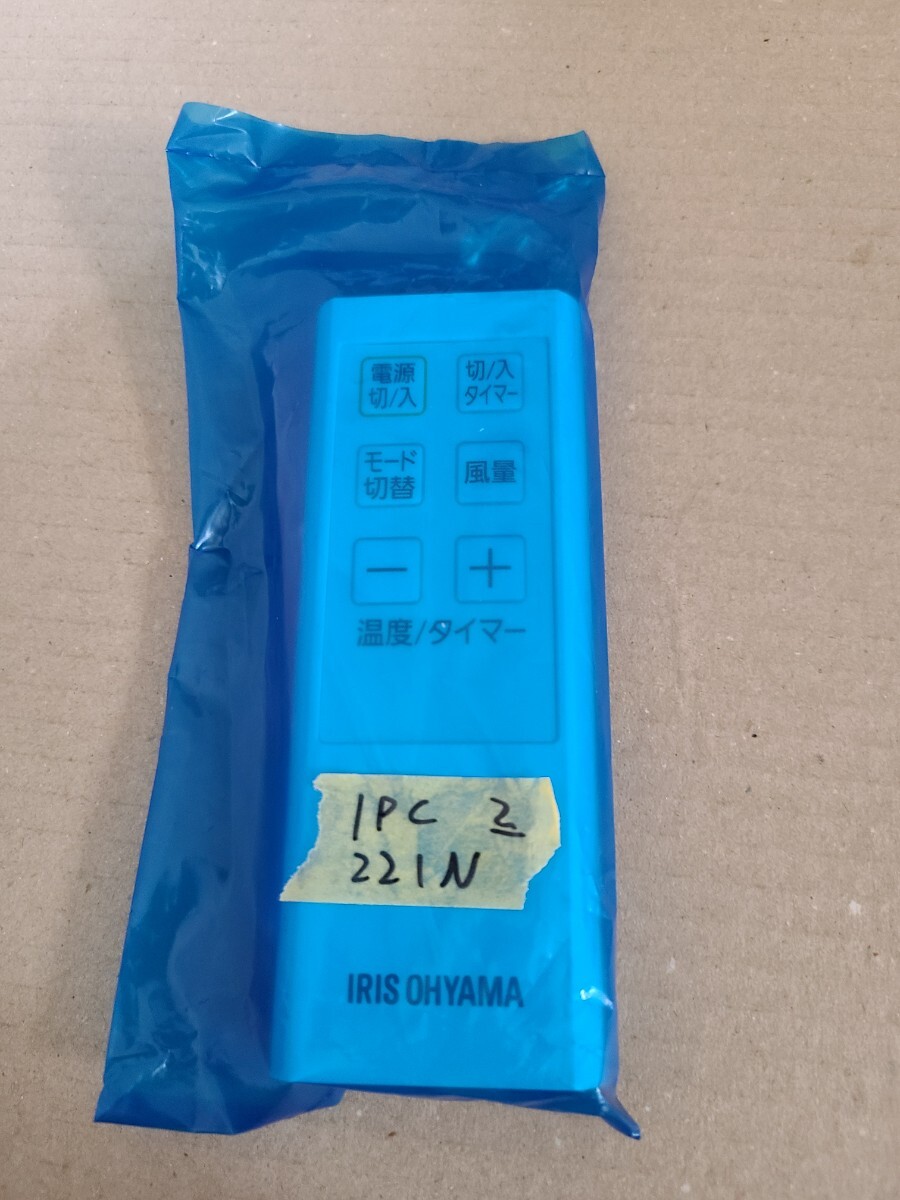 電源
切/入
切/入
タイマー
モード
切替
風量
−
+
温度/タイマー
IPC 2
221N
IRIS OHYAMA